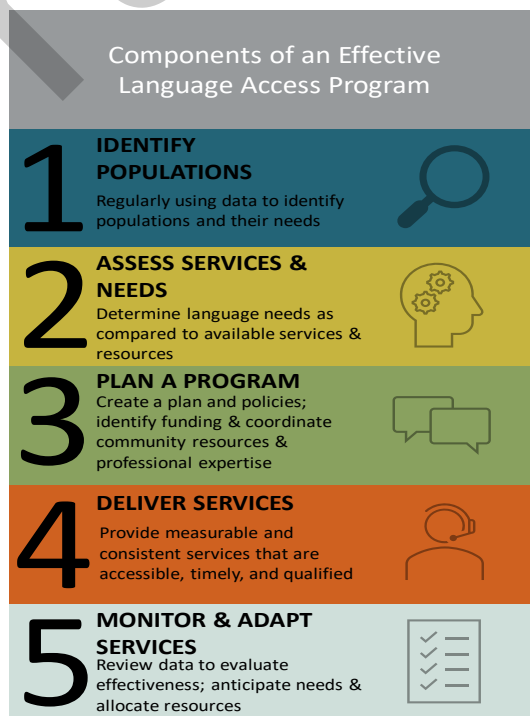 Components of an Effective
Language Access Program
1
IDENTIFY
POPULATIONS
Regularly using data to identify
populations and their needs
2
ASSESS SERVICES &
NEEDS
Determine language needs as
compared to available services &
resources
3
PLAN A PROGRAM
Create a plan and policies;
identify funding & coordinate
community resources &
professional expertise
4
DELIVER SERVICES
Provide measurable and
consistent services that are
accessible, timely, and qualified
5
MONITOR & ADAPT
SERVICES
Review data to evaluate
effectiveness; anticipate needs &
allocate resources